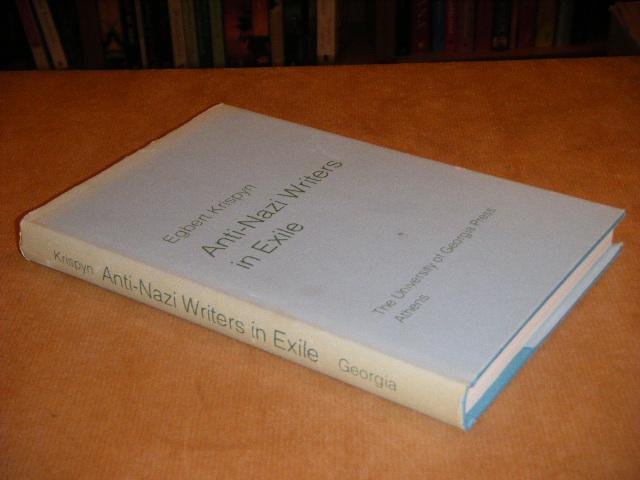 Egbert Krispyn
Anti-Nazi Writers
in Exile
The University of Georgia Press
Athens
Krispyn Anti-Nazi Writers in Exile Georgia